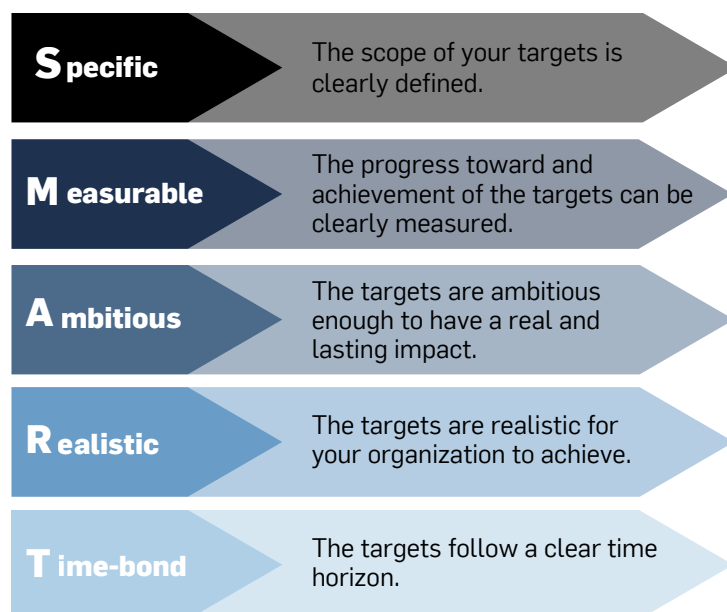 Specific
The scope of your targets is
clearly defined.
Measurable
The progress toward and
achievement of the targets can be
clearly measured.
Ambitious
The targets are ambitious
enough to have a real and
lasting impact.
Realistic
The targets are realistic for
your organization to achieve.
Time-bond
The targets follow a clear time
horizon.